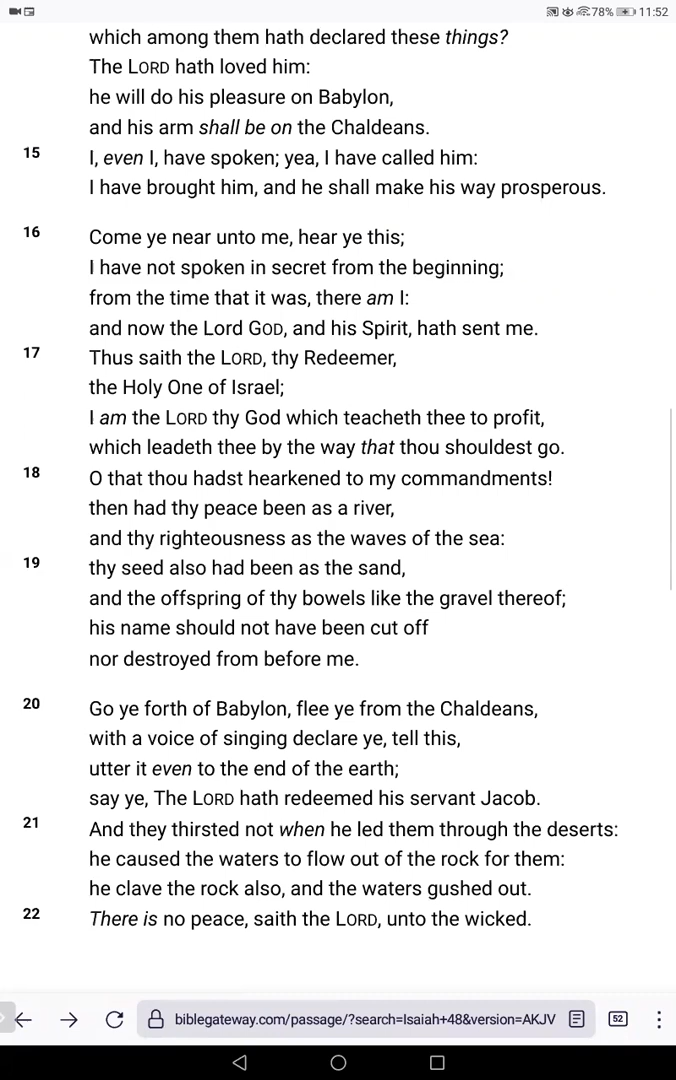 78% 11:52
which among them hath declared these things?
The LORD hath loved him:
he will do his pleasure on Babylon,
and his arm shall be on the Chaldeans.
15 I, even I, have spoken; yea, I have called him:
I have brought him, and he shall make his way prosperous.
16 Come ye near unto me, hear ye this;
I have not spoken in secret from the beginning;
from the time that it was, there am I:
and now the Lord GOD, and his Spirit, hath sent me.
17 Thus saith the LORD, thy Redeemer,
the Holy One of Israel;
I am the LORD thy God which teacheth thee to profit,
which leadeth thee by the way that thou shouldest go.
18 O that thou hadst hearkened to my commandments!
then had thy peace been as a river,
and thy righteousness as the waves of the sea:
19 thy seed also had been as the sand,
and the offspring of thy bowels like the gravel thereof;
his name should not have been cut off
nor destroyed from before me.
20 Go ye forth of Babylon, flee ye from the Chaldeans,
with a voice of singing declare ye, tell this,
utter it even to the end of the earth;
say ye, The LORD hath redeemed his servant Jacob.
21 And they thirsted not when he led them through the deserts:
he caused the waters to flow out of the rock for them:
he clave the rock also, and the waters gushed out.
22 There is no peace, saith the LORD, unto the wicked.
biblegateway.com/passage/?search=Isaiah+48&version=AKJV 52